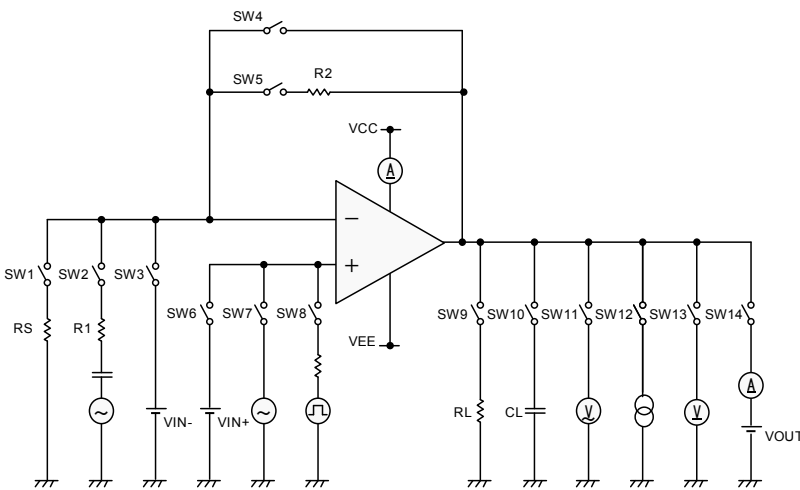 SW4
SW5
R2
VCC
A
SW1
SW2
SW3
SW6
SW7
SW8
SW9
SW10
SW11
SW12
SW13
SW14
RS
R1
VEE
A
VIN-
VIN+
RL
CL
V
V
VOUT